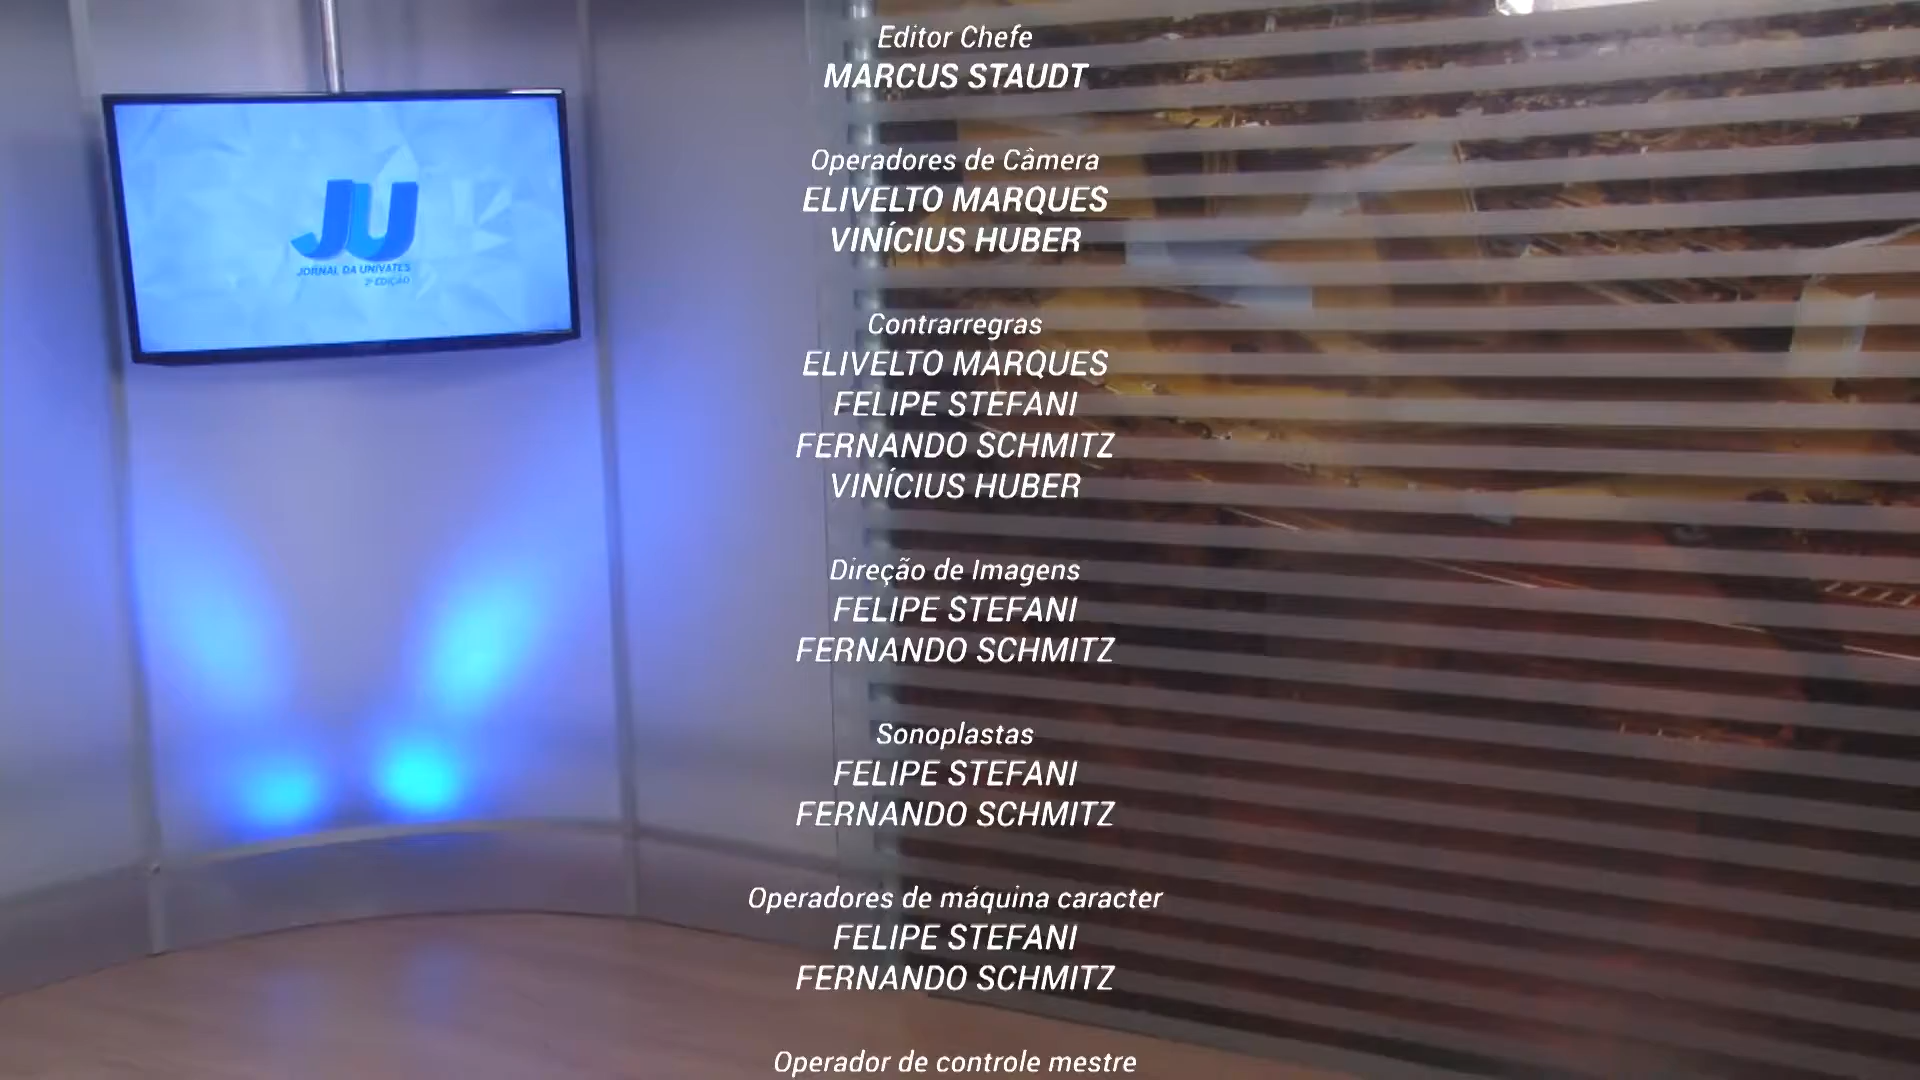 JU
JORNAL DA UNIVATES
2ª EDIÇÃO
Editor Chefe
MARCUS STAUDT
Operadores de Câmera
ELIVELTO MARQUES
VINÍCIUS HUBER
Contrarregras
ELIVELTO MARQUES
FELIPE STEFANI
FERNANDO SCHMITZ
VINÍCIUS HUBER
Direção de Imagens
FELIPE STEFANI
FERNANDO SCHMITZ
Sonoplastas
FELIPE STEFANI
FERNANDO SCHMITZ
Operadores de máquina caracter
FELIPE STEFANI
FERNANDO SCHMITZ
Operador de controle mestre